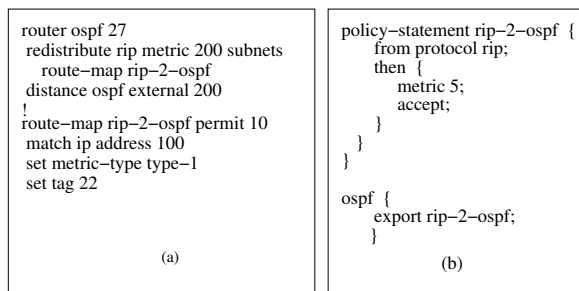 router ospf 27
redistribute rip metric 200 subnets
route-map rip-2-ospf
distance ospf external 200
!
route-map rip-2-ospf permit 10
match ip address 100
set metric-type type-1
set tag 22
(a)
policy-statement rip-2-ospf {
from protocol rip;
then {
metric 5;
accept;
}
}
}
ospf {
export rip-2-ospf;
}
(b)